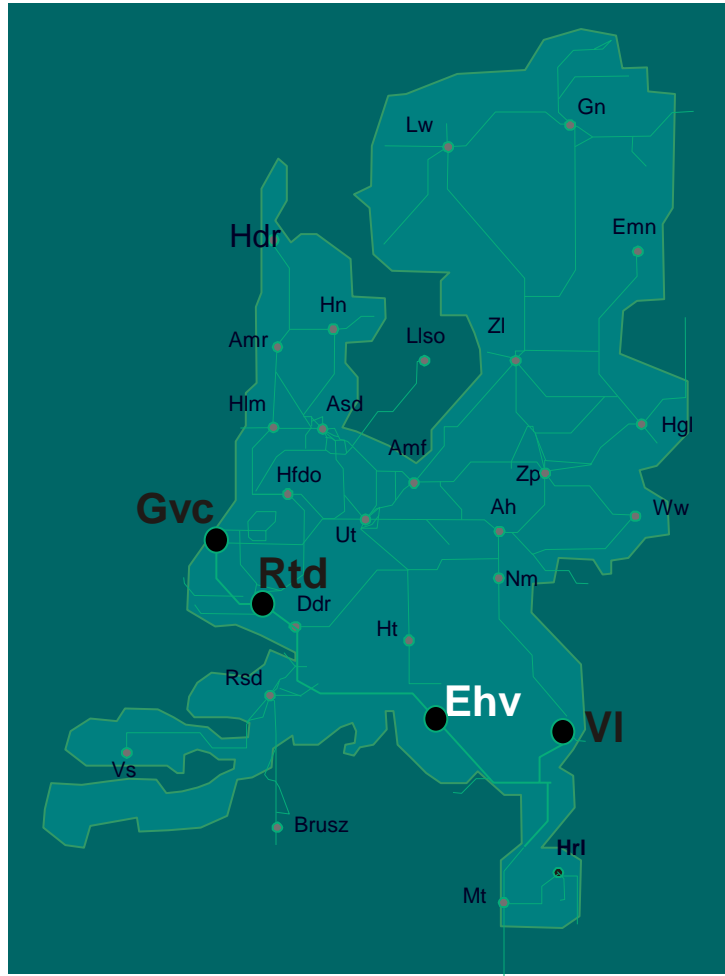 Gn
Lw
Emn
Hdr
Hn
Amr
Llso
Zl
Hlm
Asd
Hgl
Amf
Zp
Hfdo
Gvc
Ah
Ww
Ut
Rtd
Nm
Ddr
Ht
Rsd
Ehv
Vl
Vs
Brusz
Hrl
Mt